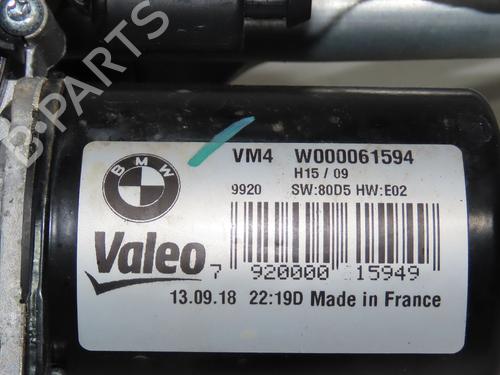 B-PARTS
BMW
VM4 W000061594
H15 / 09
9920 SW:80D5 HW:E02
Valeo
7 920000 15949
13.09.18 22:19D Made in France